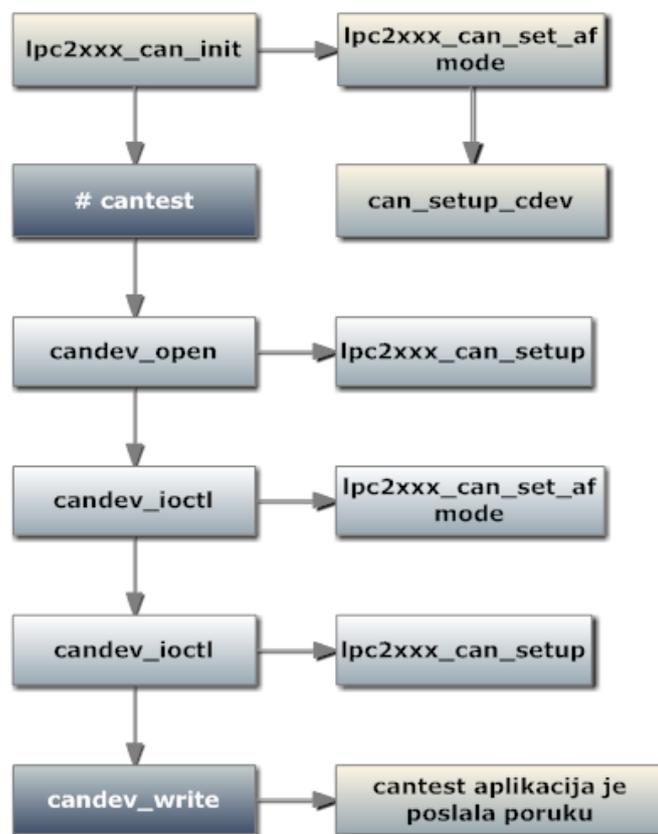 lpc2xxx_can_init
lpc2xxx_can_set_af
mode
# cantest
can_setup_cdev
candev_open
lpc2xxx_can_setup
candev_ioctl
lpc2xxx_can_set_af
mode
candev_ioctl
lpc2xxx_can_setup
candev_write
cantest aplikacija je
poslala poruku